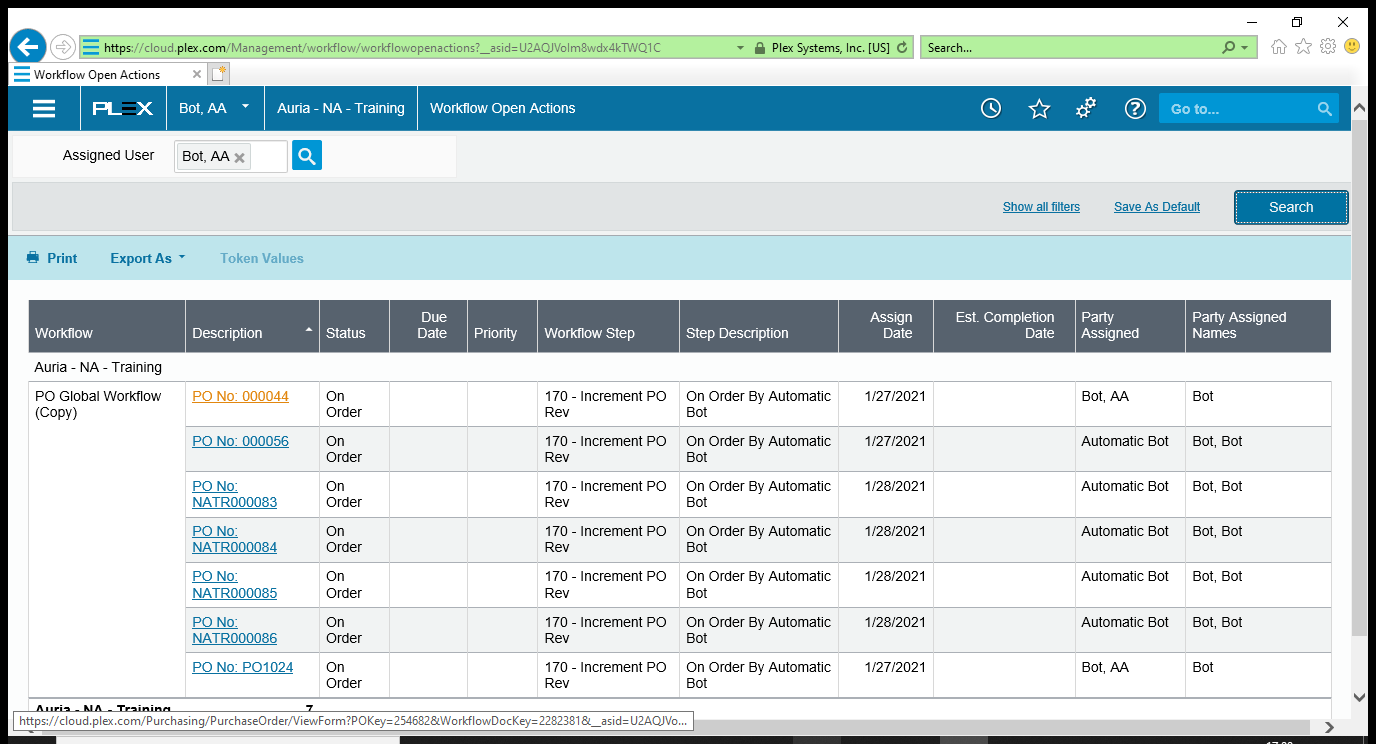 https://cloud.plex.com/Management/workflow/workflowopenactions?__asid=U2AQJVolm8wdx4kTWQ1C
Plex Systems, Inc. [US]
Search...
Workflow Open Actions
PLEX
Bot, AA
Auria - NA - Training
Workflow Open Actions
Go to...
Assigned User
Bot, AA
Show all filters
Save As Default
Search
Print
Export As
Token Values
Workflow
Description
Status
Due
Date
Priority
Workflow Step
Step Description
Assign
Date
Est. Completion
Date
Party
Assigned
Party Assigned
Names
Auria - NA - Training
PO Global Workflow
(Copy)
PO No: 000044
On
Order
170 - Increment PO
Rev
On Order By Automatic
Bot
1/27/2021
Bot, AA
Bot
PO No: 000056
On
Order
170 - Increment PO
Rev
On Order By Automatic
Bot
1/27/2021
Automatic Bot
Bot, Bot
PO No:
NATR000083
On
Order
170 - Increment PO
Rev
On Order By Automatic
Bot
1/28/2021
Automatic Bot
Bot, Bot
PO No:
NATR000084
On
Order
170 - Increment PO
Rev
On Order By Automatic
Bot
1/28/2021
Automatic Bot
Bot, Bot
PO No:
NATR000085
On
Order
170 - Increment PO
Rev
On Order By Automatic
Bot
1/28/2021
Automatic Bot
Bot, Bot
PO No:
NATR000086
On
Order
170 - Increment PO
Rev
On Order By Automatic
Bot
1/28/2021
Automatic Bot
Bot, Bot
PO No: PO1024
On
Order
170 - Increment PO
Rev
On Order By Automatic
Bot
1/27/2021
Bot, AA
Bot
Auria - NA - Training
7
https://cloud.plex.com/Purchasing/PurchaseOrder/ViewForm?POKey=254682&WorkflowDocKey=2282381&__asid=U2AQJVo...